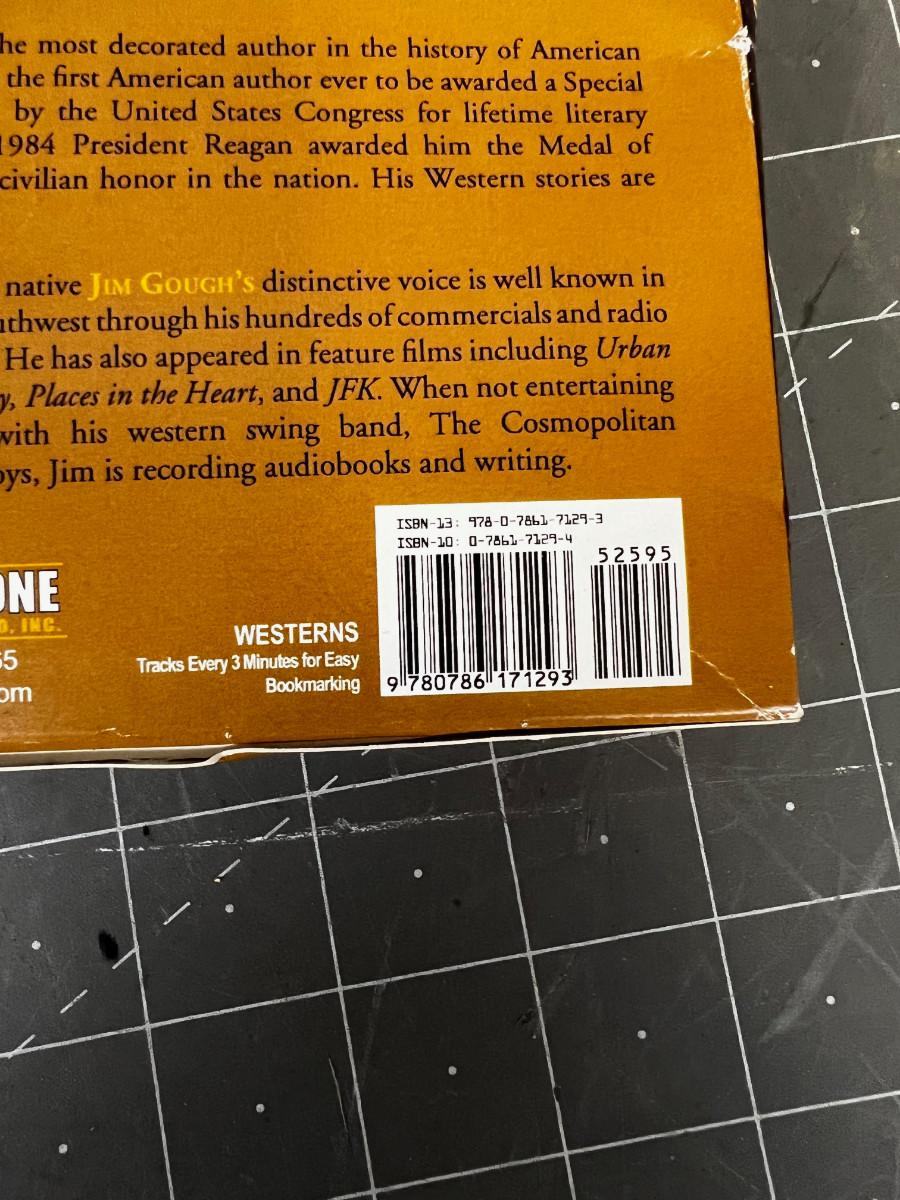 he most decorated author in the history of American
the first American author ever to be awarded a Special
by the United States Congress for lifetime literary
1984 President Reagan awarded him the Medal of
civilian honor in the nation. His Western stories are
native JIM GOUGH'S distinctive voice is well known in
uthwest through his hundreds of commercials and radio
He has also appeared in feature films including Urban
y, Places in the Heart, and JFK. When not entertaining
with his western swing band, The Cosmopolitan
oys, Jim is recording audiobooks and writing.
ISBN-13: 978-0-7861-7129-3
ISBN-10: 0-7861-7129-4
52595
9 780786 171293
WESTERNS
Tracks Every 3 Minutes for Easy
Bookmarking
ONE
O, INC.
65
om